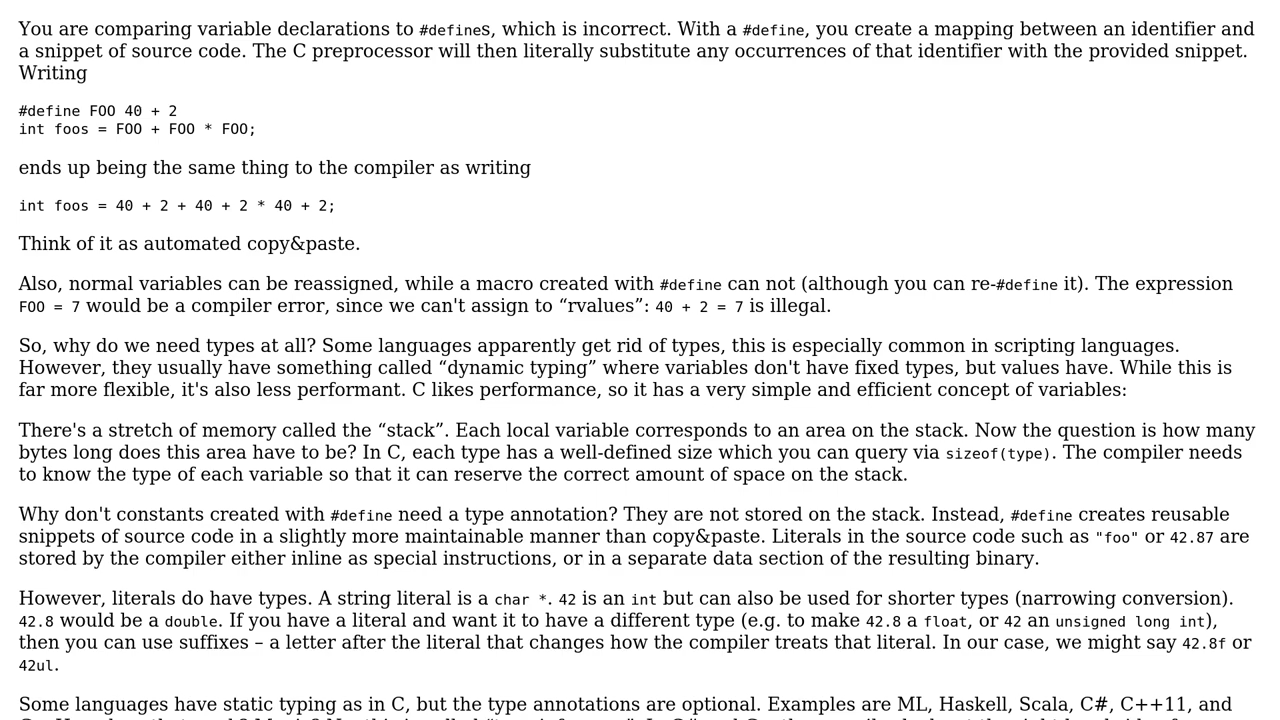 You are comparing variable declarations to #defines, which is incorrect. With a #define, you create a mapping between an identifier and
a snippet of source code. The C preprocessor will then literally substitute any occurrences of that identifier with the provided snippet.
Writing
#define FOO 40 + 2
int foos = FOO + FOO * FOO;
ends up being the same thing to the compiler as writing
int foos = 40 + 2 + 40 + 2 * 40 + 2;
Think of it as automated copy&paste.
Also, normal variables can be reassigned, while a macro created with #define can not (although you can re-#define it). The expression
FOO = 7 would be a compiler error, since we can't assign to “rvalues”: 40 + 2 = 7 is illegal.
So, why do we need types at all? Some languages apparently get rid of types, this is especially common in scripting languages.
However, they usually have something called “dynamic typing” where variables don't have fixed types, but values have. While this is
far more flexible, it's also less performant. C likes performance, so it has a very simple and efficient concept of variables:
There's a stretch of memory called the “stack”. Each local variable corresponds to an area on the stack. Now the question is how many
bytes long does this area have to be? In C, each type has a well-defined size which you can query via sizeof(type). The compiler needs
to know the type of each variable so that it can reserve the correct amount of space on the stack.
Why don't constants created with #define need a type annotation? They are not stored on the stack. Instead, #define creates reusable
snippets of source code in a slightly more maintainable manner than copy&paste. Literals in the source code such as "foo" or 42.87 are
stored by the compiler either inline as special instructions, or in a separate data section of the resulting binary.
However, literals do have types. A string literal is a char *. 42 is an int but can also be used for shorter types (narrowing conversion).
42.8 would be a double. If you have a literal and want it to have a different type (e.g. to make 42.8 a float, or 42 an unsigned long int),
then you can use suffixes – a letter after the literal that changes how the compiler treats that literal. In our case, we might say 42.8f or
42ul.
Some languages have static typing as in C, but the type annotations are optional. Examples are ML, Haskell, Scala, C#, C++11, and